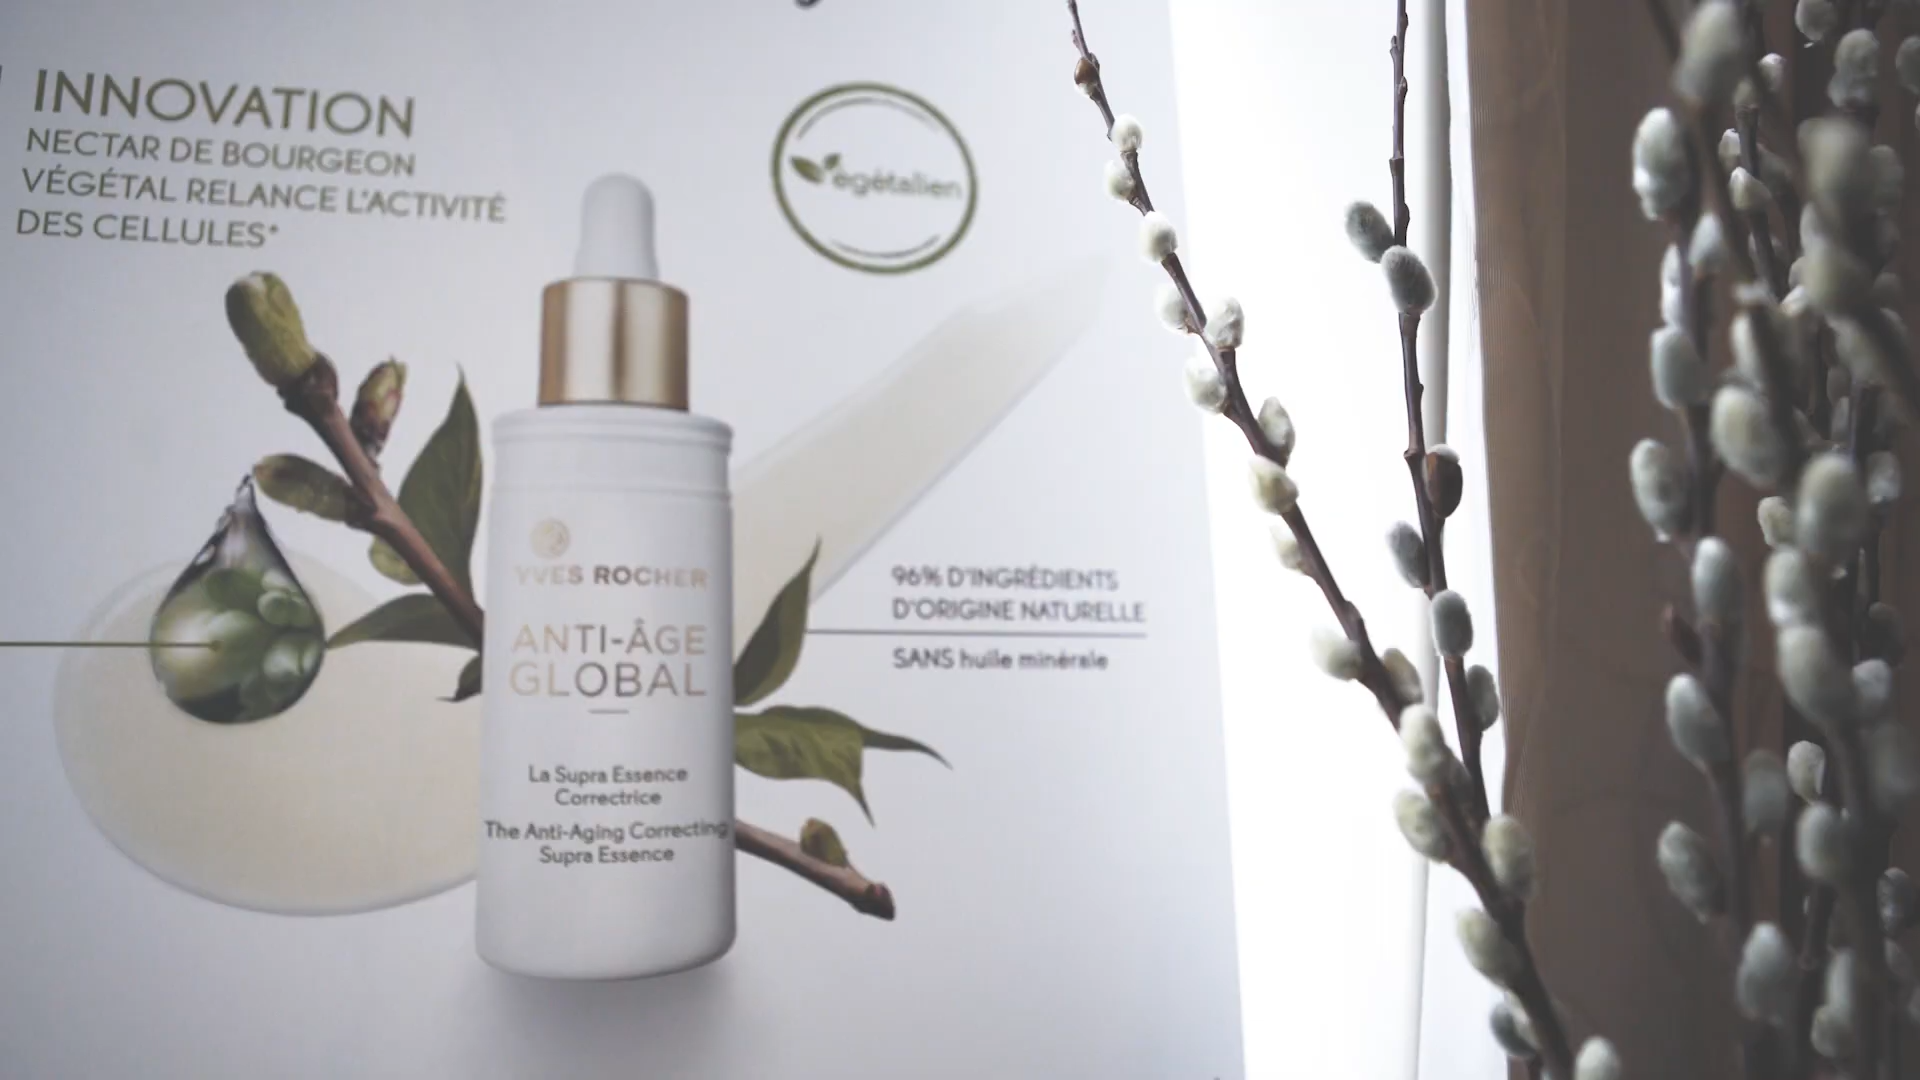 INNOVATION
NECTAR DE BOURGEON
VÉGÉTAL RELANCE L'ACTIVITÉ
DES CELLULES*
égétalien
YVES ROCHER
ANTI-ÂGE
GLOBAL
La Supra Essence
Correctrice
The Anti-Aging Correcting
Supra Essence
96% D'INGRÉDIENTS
D'ORIGINE NATURELLE
SANS huile minérale